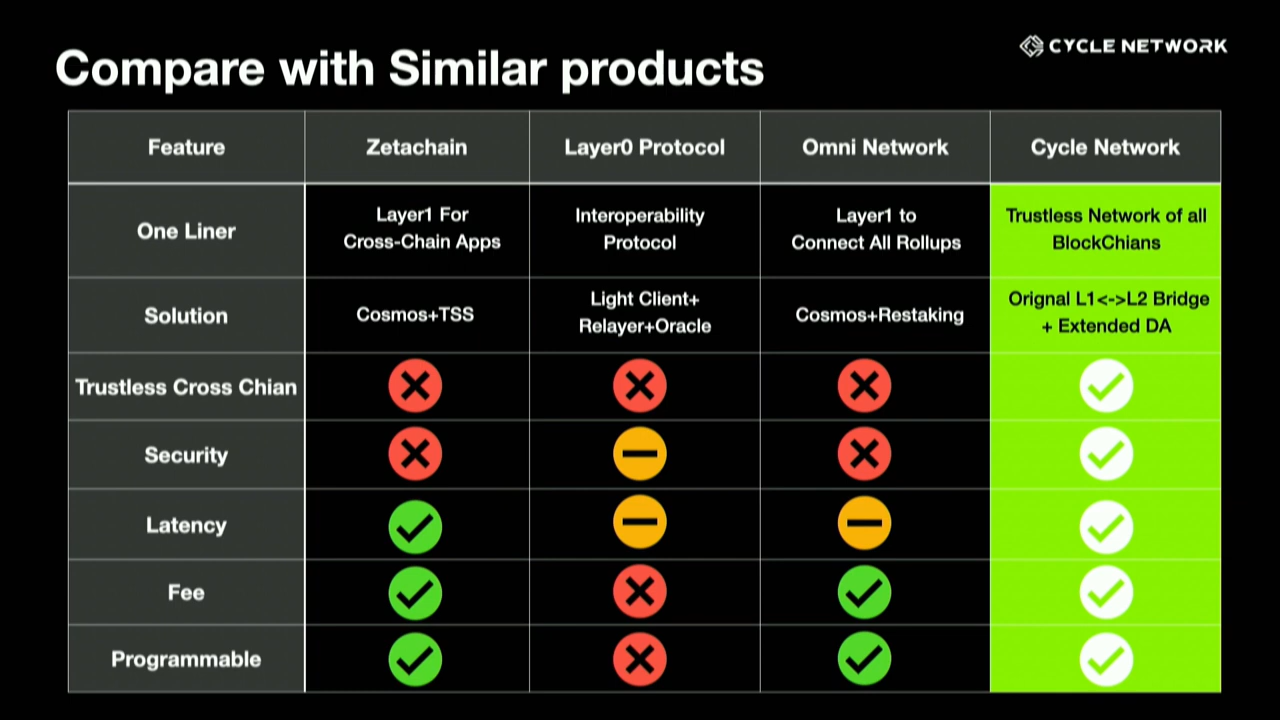 CYCLE NETWORK
Compare with Similar products
Feature
Zetachain
Layer0 Protocol
Omni Network
Cycle Network
One Liner
Layer1 For
Cross-Chain Apps
Interoperability
Protocol
Layer1 to
Connect All Rollups
Trustless Network of all
BlockChians
Solution
Cosmos+TSS
Light Client+
Relayer+Oracle
Cosmos+Restaking
Orignal L1<->L2 Bridge
+ Extended DA
Trustless Cross Chian
Security
Latency
Fee
Programmable